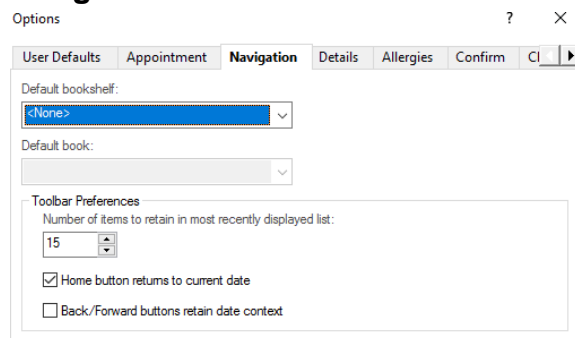 Options ? ×
User Defaults Appointment Navigation Details Allergies Confirm
Default bookshelf:
<None>
Default book:
Toolbar Preferences
Number of items to retain in most recently displayed list:
15
Home button returns to current date
Back/Forward buttons retain date context